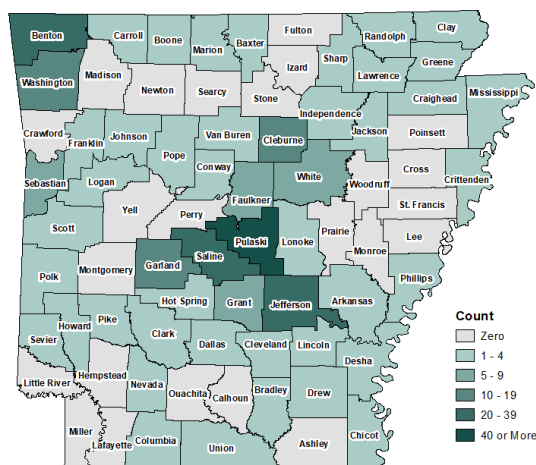 Benton
Carroll
Boone
Marion
Baxter
Fulton
Randolph
Clay
Sharp
Izard
Greene
Lawrence
Washington
Madison
Newton
Searcy
Stone
Independence
Craighead
Mississippi
Jackson
Poinsett
Crawford
Franklin
Johnson
Van Buren
Cleburne
Pope
Conway
White
Woodruff
Cross
Crittenden
Sebastian
Logan
Faulkner
St. Francis
Yell
Perry
Scott
Pulaski
Lonoke
Prairie
Monroe
Lee
Saline
Garland
Montgomery
Polk
Phillips
Hot Spring
Grant
Jefferson
Arkansas
Howard
Pike
Clark
Dallas
Cleveland
Lincoln
Sevier
Desha
Little River
Hempstead
Nevada
Ouachita
Calhoun
Bradley
Drew
Miller
Lafayette
Columbia
Union
Ashley
Chicot
Count
Zero
1 - 4
5 - 9
10 - 19
20 - 39
40 or More